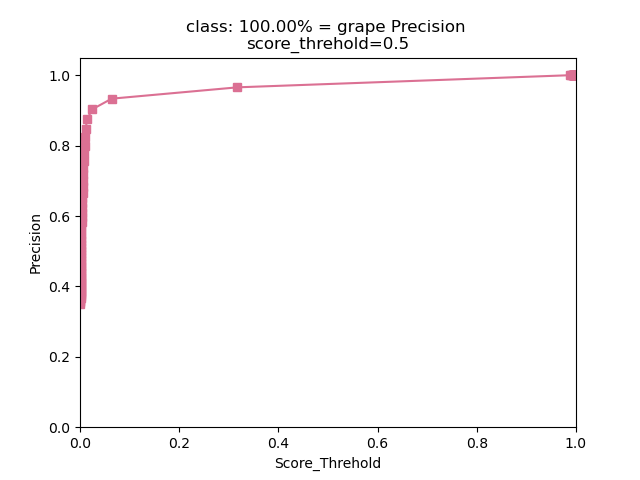 class: 100.00% = grape Precision
score_threhold=0.5
1.0
0.8
0.6
0.4
0.2
0.0
Precision
0.0 0.2 0.4 0.6 0.8 1.0
Score_Threhold